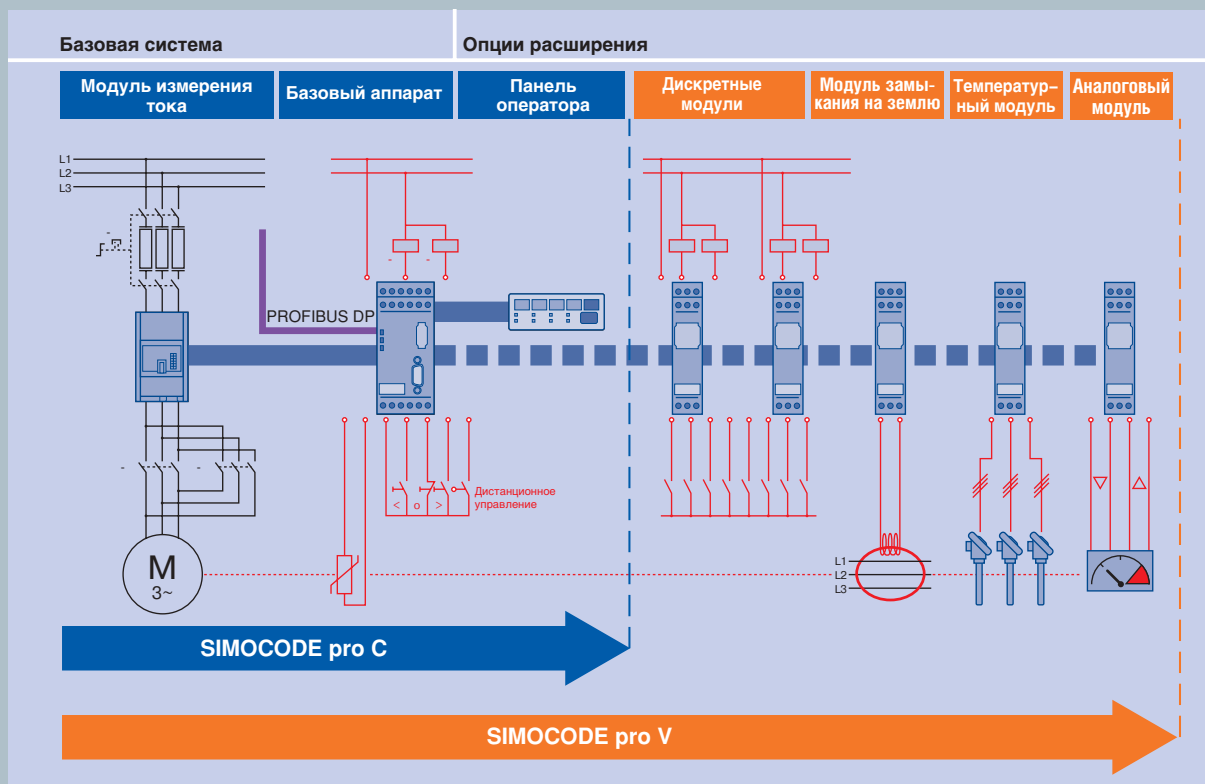 Базовая система
Опции расширения
Модуль измерения
тока
Базовый аппарат
Панель
оператора
Дискретные
модули
Модуль замы-
кания на землю
Температур-
ный модуль
Аналоговый
модуль
L1
L2
L3
PROFIBUS DP
Дистанционное
управление
< o >
M
3~
L1
L2
L3
SIMOCODE pro C
SIMOCODE pro V